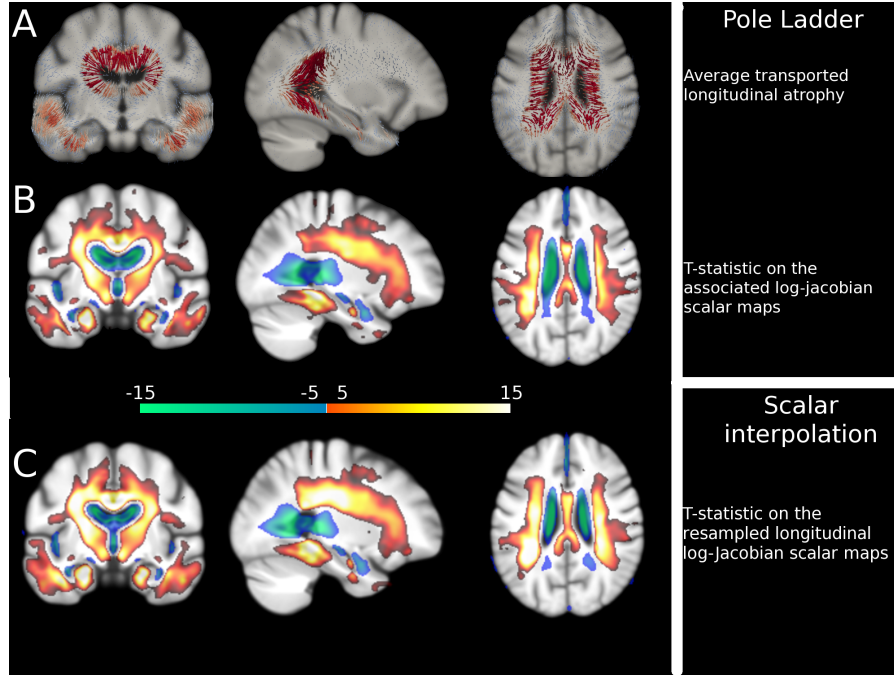 A
Pole Ladder
Average transported
longitudinal atrophy
B
T-statistic on the
associated log-jacobian
scalar maps
-15
-5
5
15
Scalar
interpolation
C
T-statistic on the
resampled longitudinal
log-Jacobian scalar maps